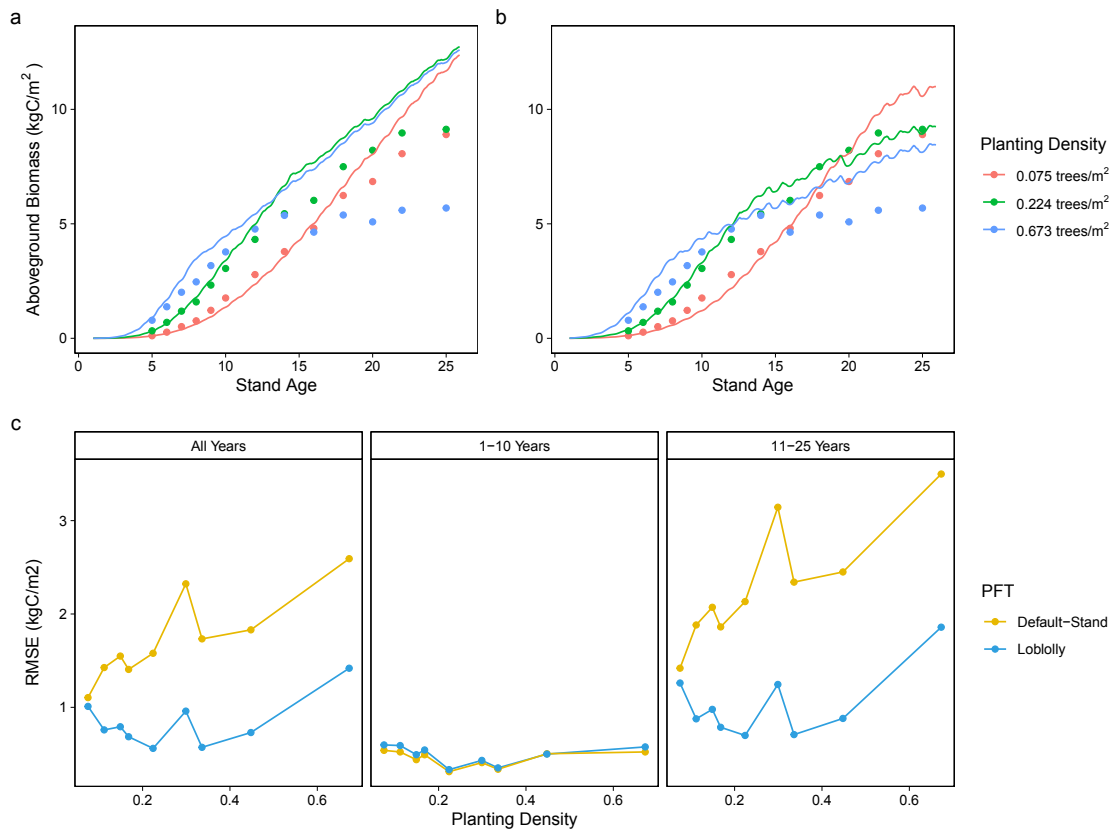 a
b
Aboveground Biomass (kgC/m²)
10
5
0
0 5 10 15 20 25
Stand Age
10
5
0
0 5 10 15 20 25
Stand Age
Planting Density
0.075 trees/m²
0.224 trees/m²
0.673 trees/m²
c
All Years
1−10 Years
11−25 Years
RMSE (kgC/m2)
3
2
1
0.2 0.4 0.6
0.2 0.4 0.6
0.2 0.4 0.6
Planting Density
PFT
Default−Stand
Loblolly